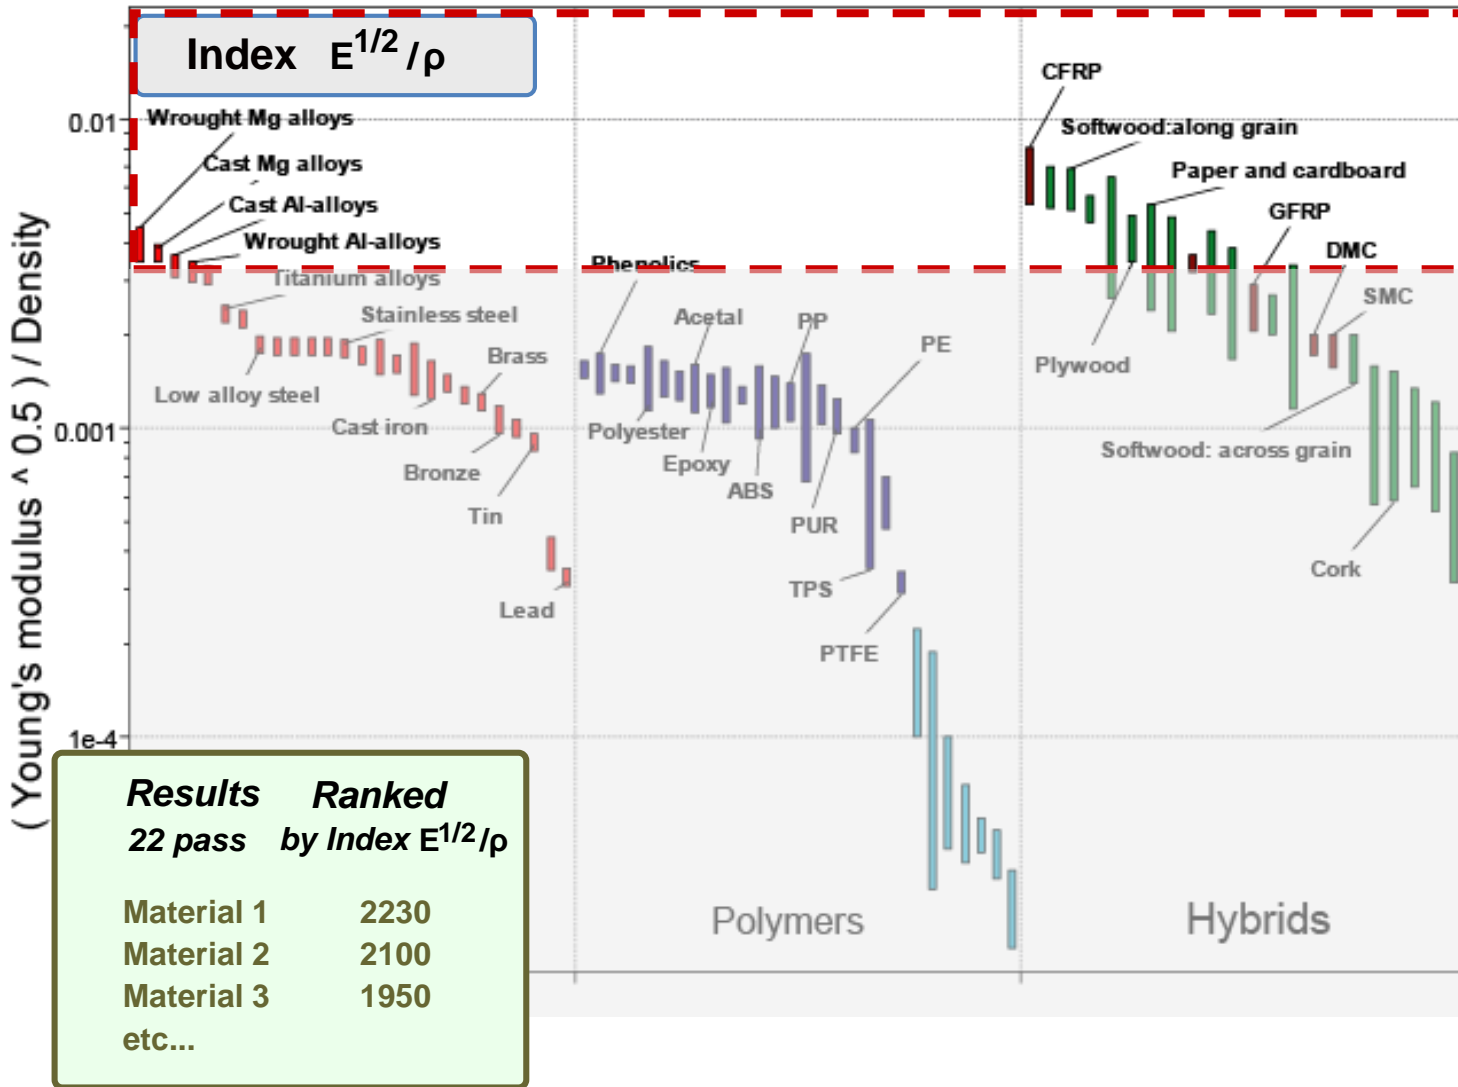 Index E^1/2 / ρ
( Young's modulus ^ 0.5 ) / Density
0.01
0.001
1e-4
Wrought Mg alloys
Cast Mg alloys
Cast Al-alloys
Wrought Al-alloys
Titanium alloys
Stainless steel
Low alloy steel
Brass
Cast iron
Bronze
Tin
Lead
Phenolics
Acetal
PP
PE
Polyester
Epoxy
ABS
PUR
TPS
PTFE
CFRP
Softwood:along grain
Paper and cardboard
GFRP
DMC
SMC
Plywood
Softwood: across grain
Cork
Polymers
Hybrids
Results Ranked
22 pass by Index E^1/2 /ρ
Material 1 2230
Material 2 2100
Material 3 1950
etc...